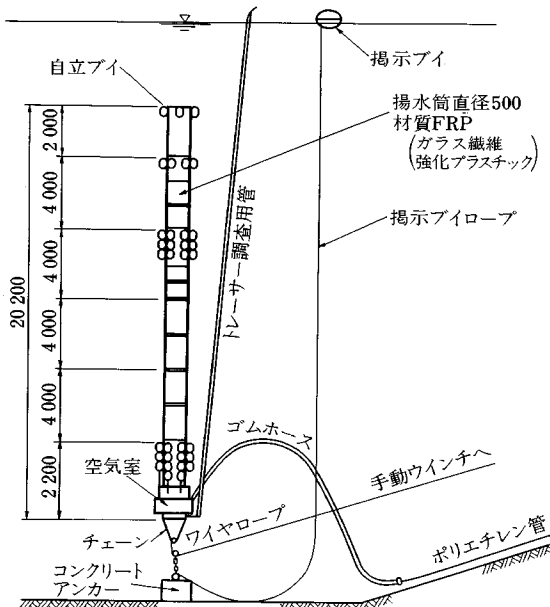 自立ブイ
掲示ブイ
揚水筒直径500
材質FRP
(ガラス繊維
強化プラスチック)
掲示ブイロープ
トレーサー調査用管
20 200
2 000
4 000
4 000
4 000
4 000
2 200
空気室
ゴムホース
手動ウインチへ
チェーン
ワイヤロープ
ポリエチレン管
コンクリート
アンカー